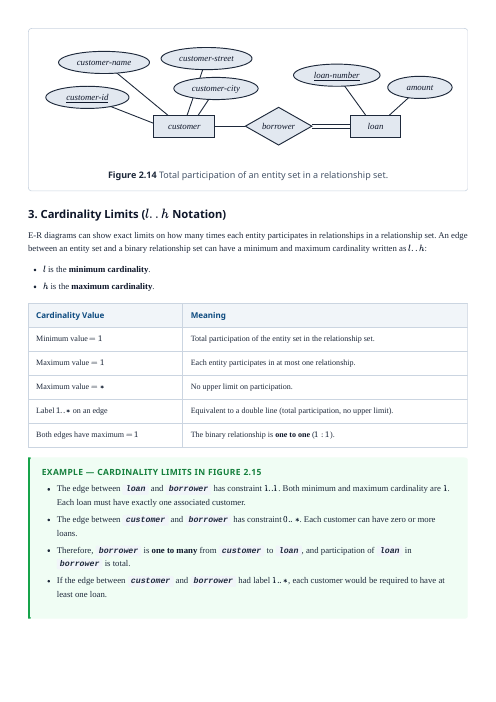 customer-name
customer-street
customer-id
customer-city
loan-number
amount
customer
borrower
loan
Figure 2.14 Total participation of an entity set in a relationship set.
3. Cardinality Limits (l..h Notation)
E-R diagrams can show exact limits on how many times each entity participates in relationships in a relationship set. An edge
between an entity set and a binary relationship set can have a minimum and maximum cardinality written as l..h:
• l is the minimum cardinality.
• h is the maximum cardinality.
Cardinality Value Meaning
Minimum value = 1 Total participation of the entity set in the relationship set.
Maximum value = 1 Each entity participates in at most one relationship.
Maximum value = * No upper limit on participation.
Label 1..* on an edge Equivalent to a double line (total participation, no upper limit).
Both edges have maximum = 1 The binary relationship is one to one (1 : 1).
EXAMPLE — CARDINALITY LIMITS IN FIGURE 2.15
• The edge between loan and borrower has constraint 1..1. Both minimum and maximum cardinality are 1.
Each loan must have exactly one associated customer.
• The edge between customer and borrower has constraint 0..*. Each customer can have zero or more
loans.
• Therefore, borrower is one to many from customer to loan, and participation of loan in
borrower is total.
• If the edge between customer and borrower had label 1..*, each customer would be required to have at
least one loan.